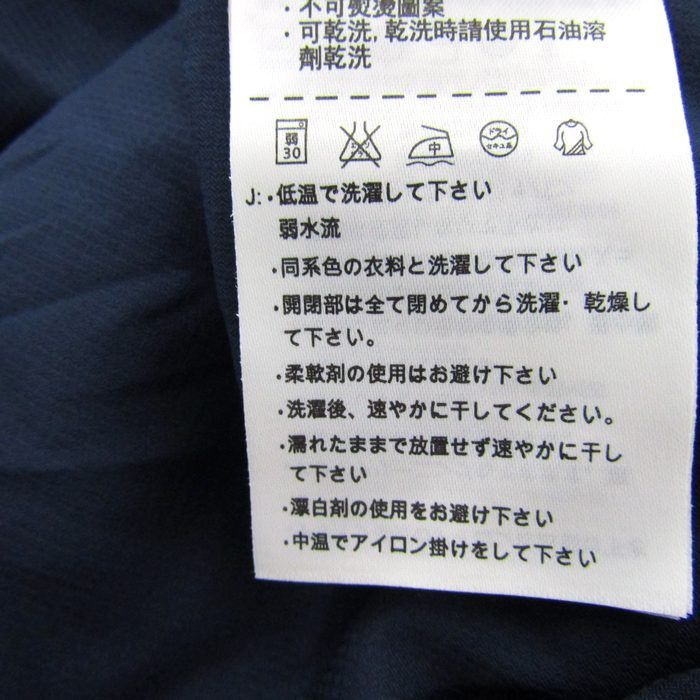 ・不可熨燙圖案
・可乾洗,乾洗時請使用石油溶
劑乾洗
弱
30
中
ドライ
セキユ系
J:・低温で洗濯して下さい
弱水流
・同系色の衣料と洗濯して下さい
・開閉部は全て閉めてから洗濯・乾燥し
て下さい。
・柔軟剤の使用はお避け下さい
・洗濯後、速やかに干してください。
・濡れたままで放置せず速やかに干し
て下さい
・漂白剤の使用をお避け下さい
・中温でアイロン掛けをして下さい